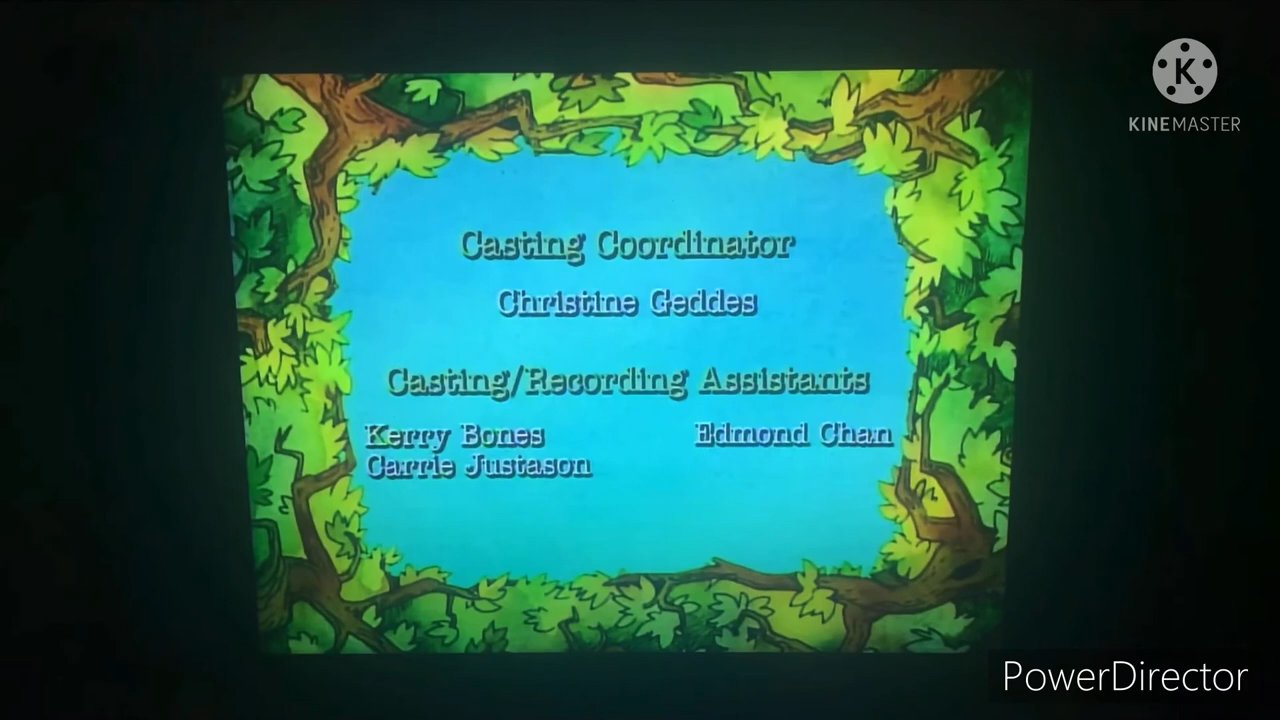 K
KINEMASTER
Casting Coordinator
Christine Geddes
Casting/Recording Assistants
Kerry Bones Edmond Chan
Carrie Justason
PowerDirector